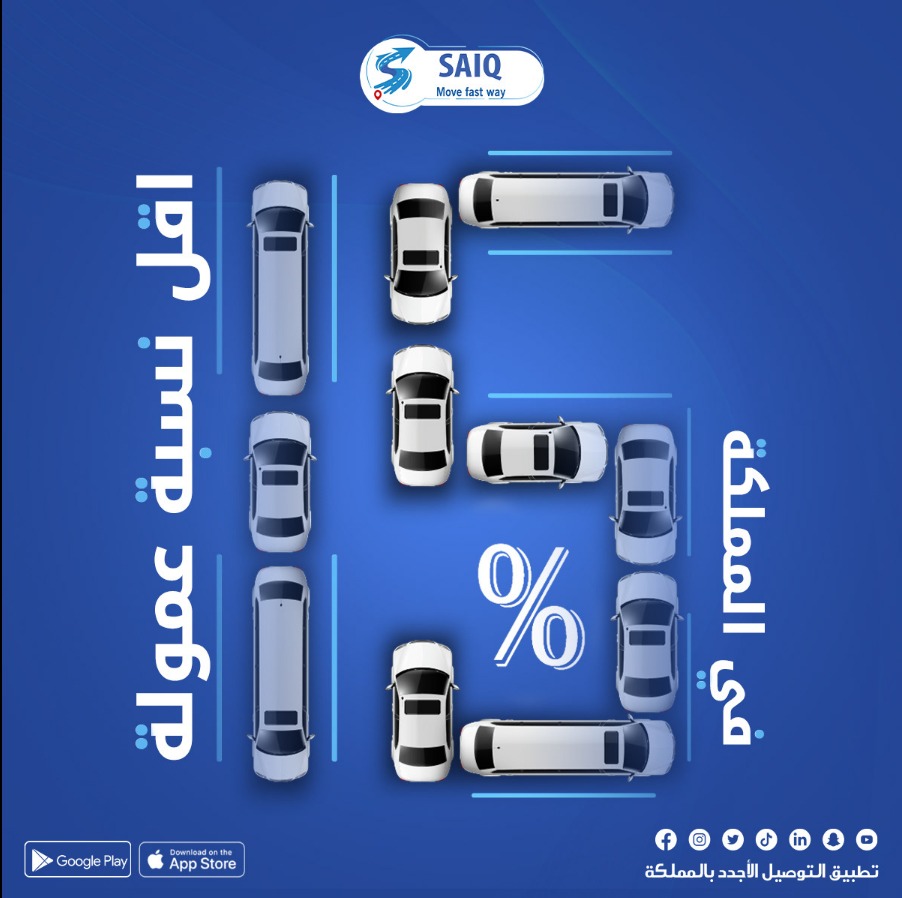 SAIQ
Move fast way
اقل نسبة عمولة
15
%
في المملكة
Google Play
Download on the
App Store
تطبيق التوصيل الأجدد بالمملكة